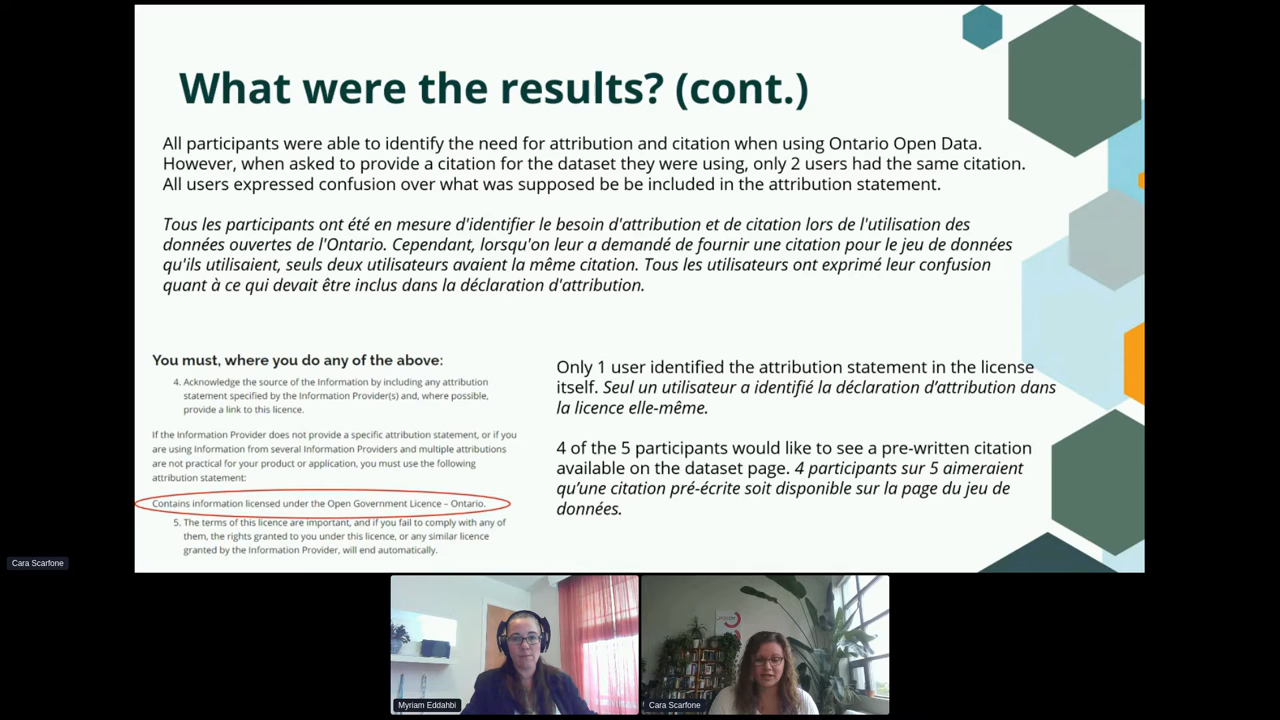 What were the results? (cont.)
All participants were able to identify the need for attribution and citation when using Ontario Open Data.
However, when asked to provide a citation for the dataset they were using, only 2 users had the same citation.
All users expressed confusion over what was supposed be be included in the attribution statement.
Tous les participants ont été en mesure d'identifier le besoin d'attribution et de citation lors de l'utilisation des
données ouvertes de l'Ontario. Cependant, lorsqu'on leur a demandé de fournir une citation pour le jeu de données
qu'ils utilisaient, seuls deux utilisateurs avaient la même citation. Tous les utilisateurs ont exprimé leur confusion
quant à ce qui devait être inclus dans la déclaration d'attribution.
You must, where you do any of the above:
4. Acknowledge the source of the Information by including any attribution
statement specified by the Information Provider(s) and, where possible,
provide a link to this licence.
If the Information Provider does not provide a specific attribution statement, or if you
are using Information from several Information Providers and multiple attributions
are not practical for your product or application, you must use the following
attribution statement:
Contains information licensed under the Open Government Licence – Ontario.
5. The terms of this licence are important, and if you fail to comply with any of
them, the rights granted to you under this licence, or any similar licence
granted by the Information Provider, will end automatically.
Only 1 user identified the attribution statement in the license
itself. Seul un utilisateur a identifié la déclaration d’attribution dans
la licence elle-même.
4 of the 5 participants would like to see a pre-written citation
available on the dataset page. 4 participants sur 5 aimeraient
qu’une citation pré-écrite soit disponible sur la page du jeu de
données.
Cara Scarfone
Myriam Eddahbi
Cara Scarfone